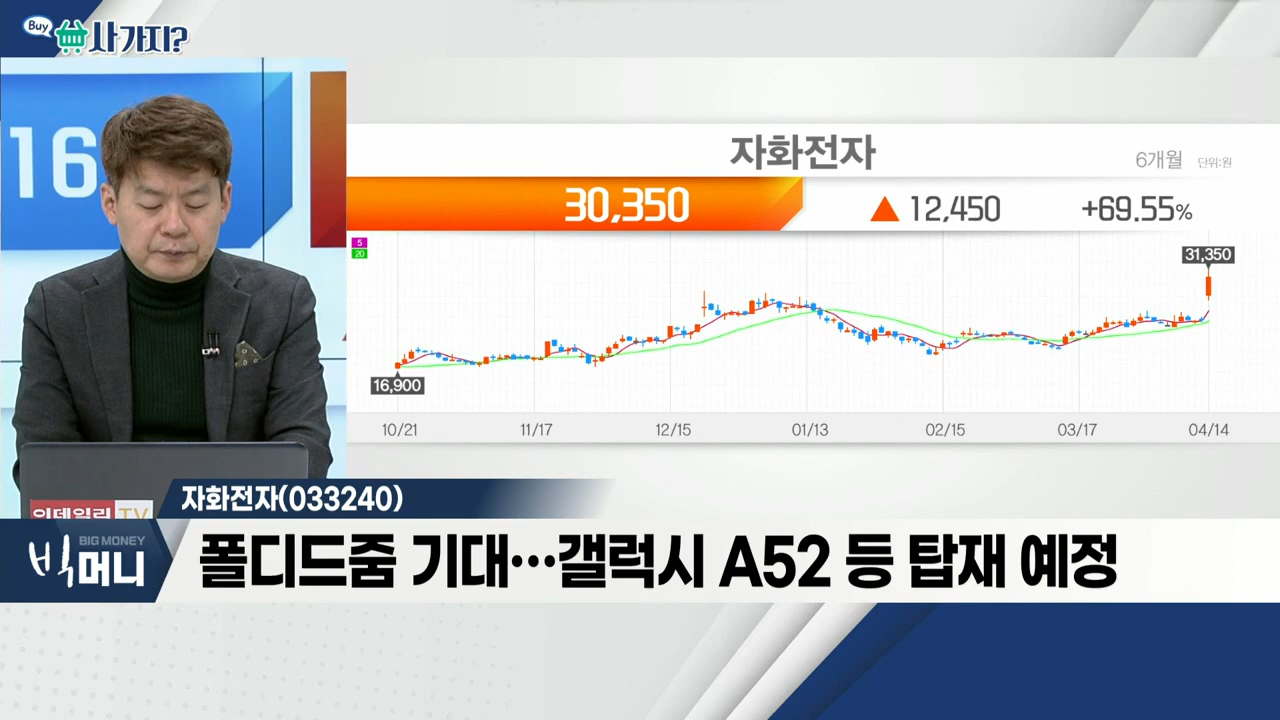 Buy
사가지?
16
자화전자
6개월 단위:원
30,350 ▲ 12,450 +69.55%
5
20
31,350
16,900
10/21 11/17 12/15 01/13 02/15 03/17 04/14
이데일리 TV
자화전자(033240)
BIG MONEY
빅머니
폴디드줌 기대…갤럭시 A52 등 탑재 예정